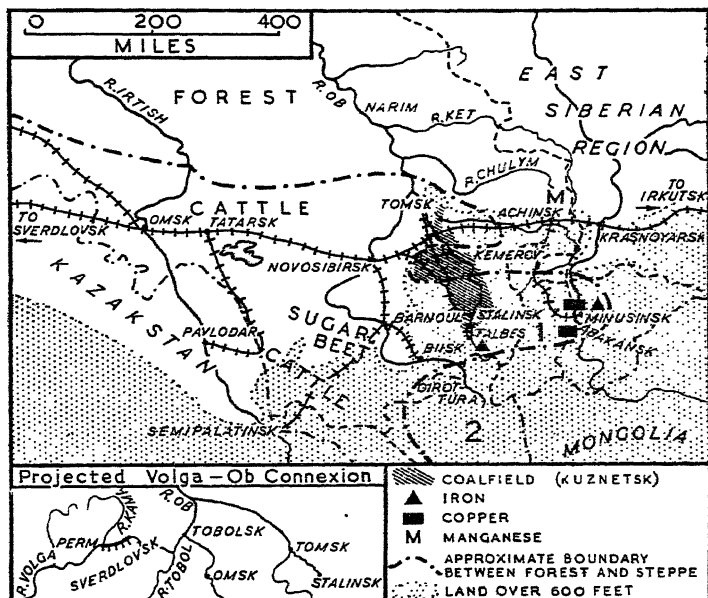 0 200 400
MILES
EAST
SIBERIAN
REGION
FOREST
R.IRTISH
R.OB
NARIM
R.KET
R.CHULYM
M
TO
IRKUTSK
TOMSK
ACHINSK
CATTLE
TO
SVERDLOVSK
OMSK
TATARSK
KRASNOYARSK
KEMEROV
NOVOSIBIRSK
KAZAKSTAN
PAVLODAR
SUGAR
BEET
BARNOUL
STALINSK
TALBES
1
MINUSINSK
ABAKANSK
CATTLE
BIISK
OIROT
TURA
SEMIPALATINSK
2
MONGOLIA
Projected Volga – Ob Connexion
R.OB
R.KAMA
PERM
R.VOLGA
SVERDLOVSK
TOBOLSK
R.TOBOL
OMSK
TOMSK
STALINSK
COALFIELD (KUZNETSK)
IRON
COPPER
M MANGANESE
APPROXIMATE BOUNDARY
BETWEEN FOREST AND STEPPE
LAND OVER 600 FEET